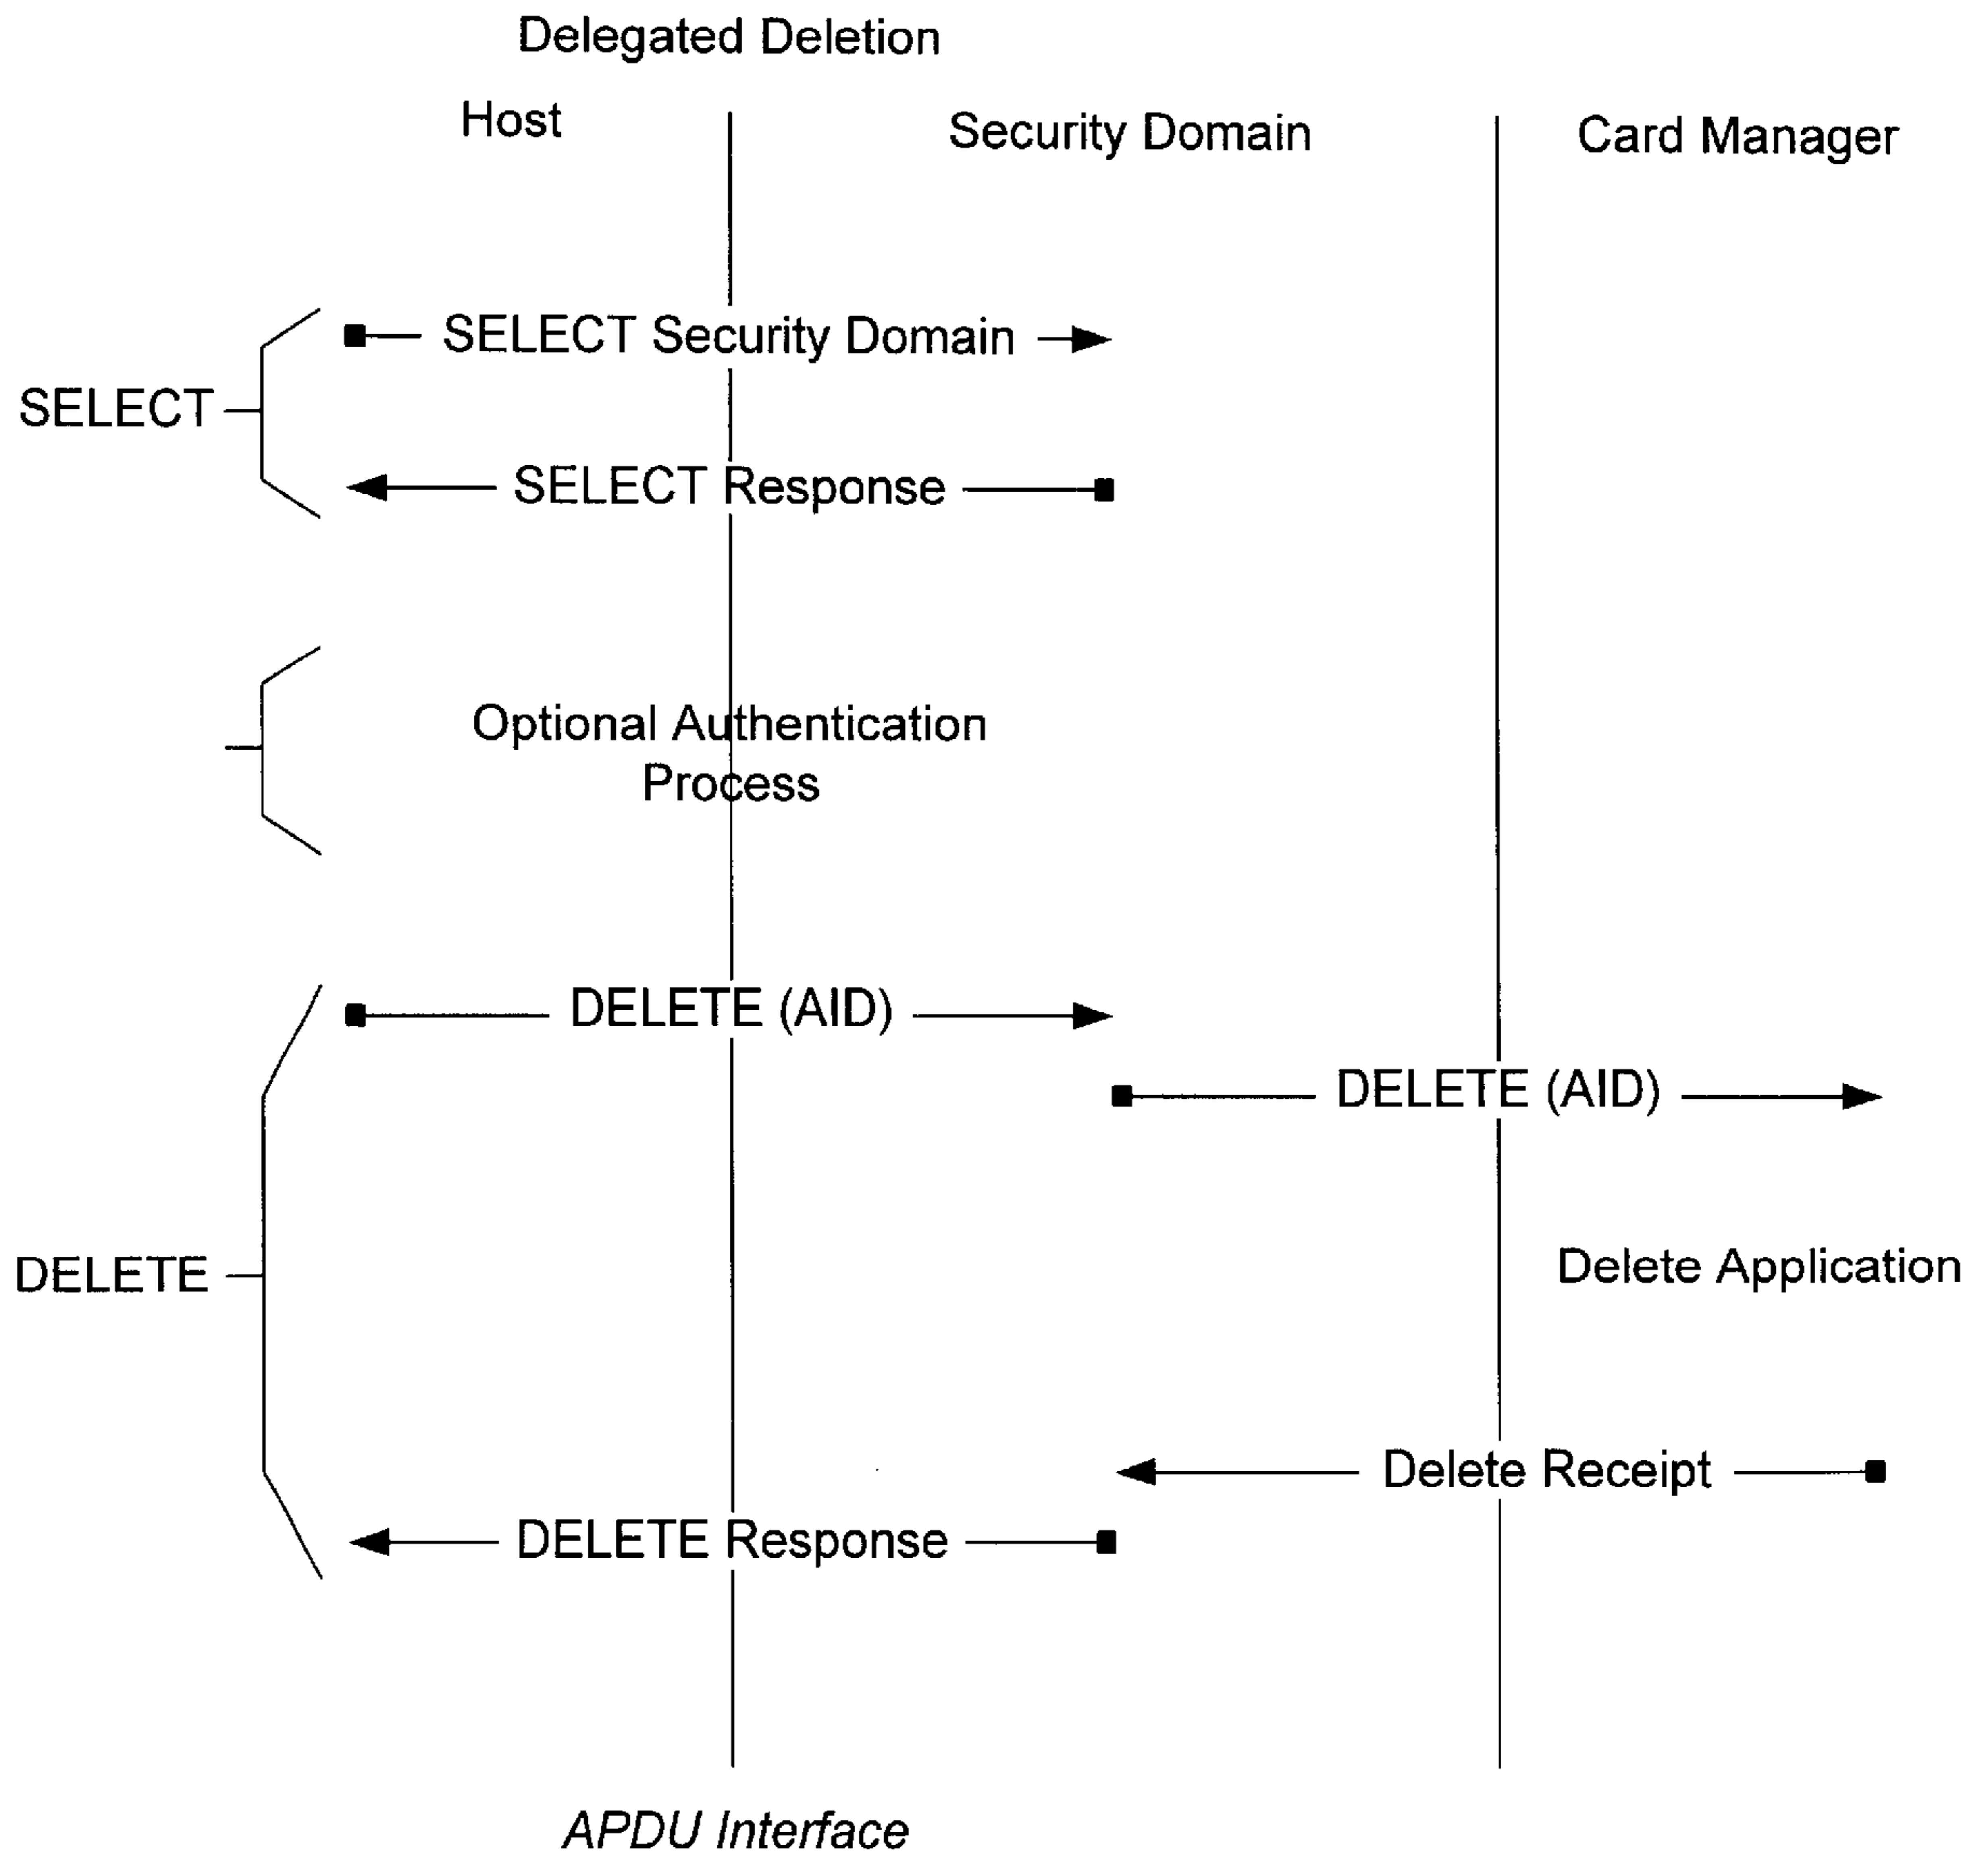 Delegated Deletion
Host
Security Domain
Card Manager
SELECT Security Domain
SELECT
SELECT Response
Optional Authentication
Process
DELETE (AID)
DELETE (AID)
DELETE
Delete Application
Delete Receipt
DELETE Response
APDU Interface